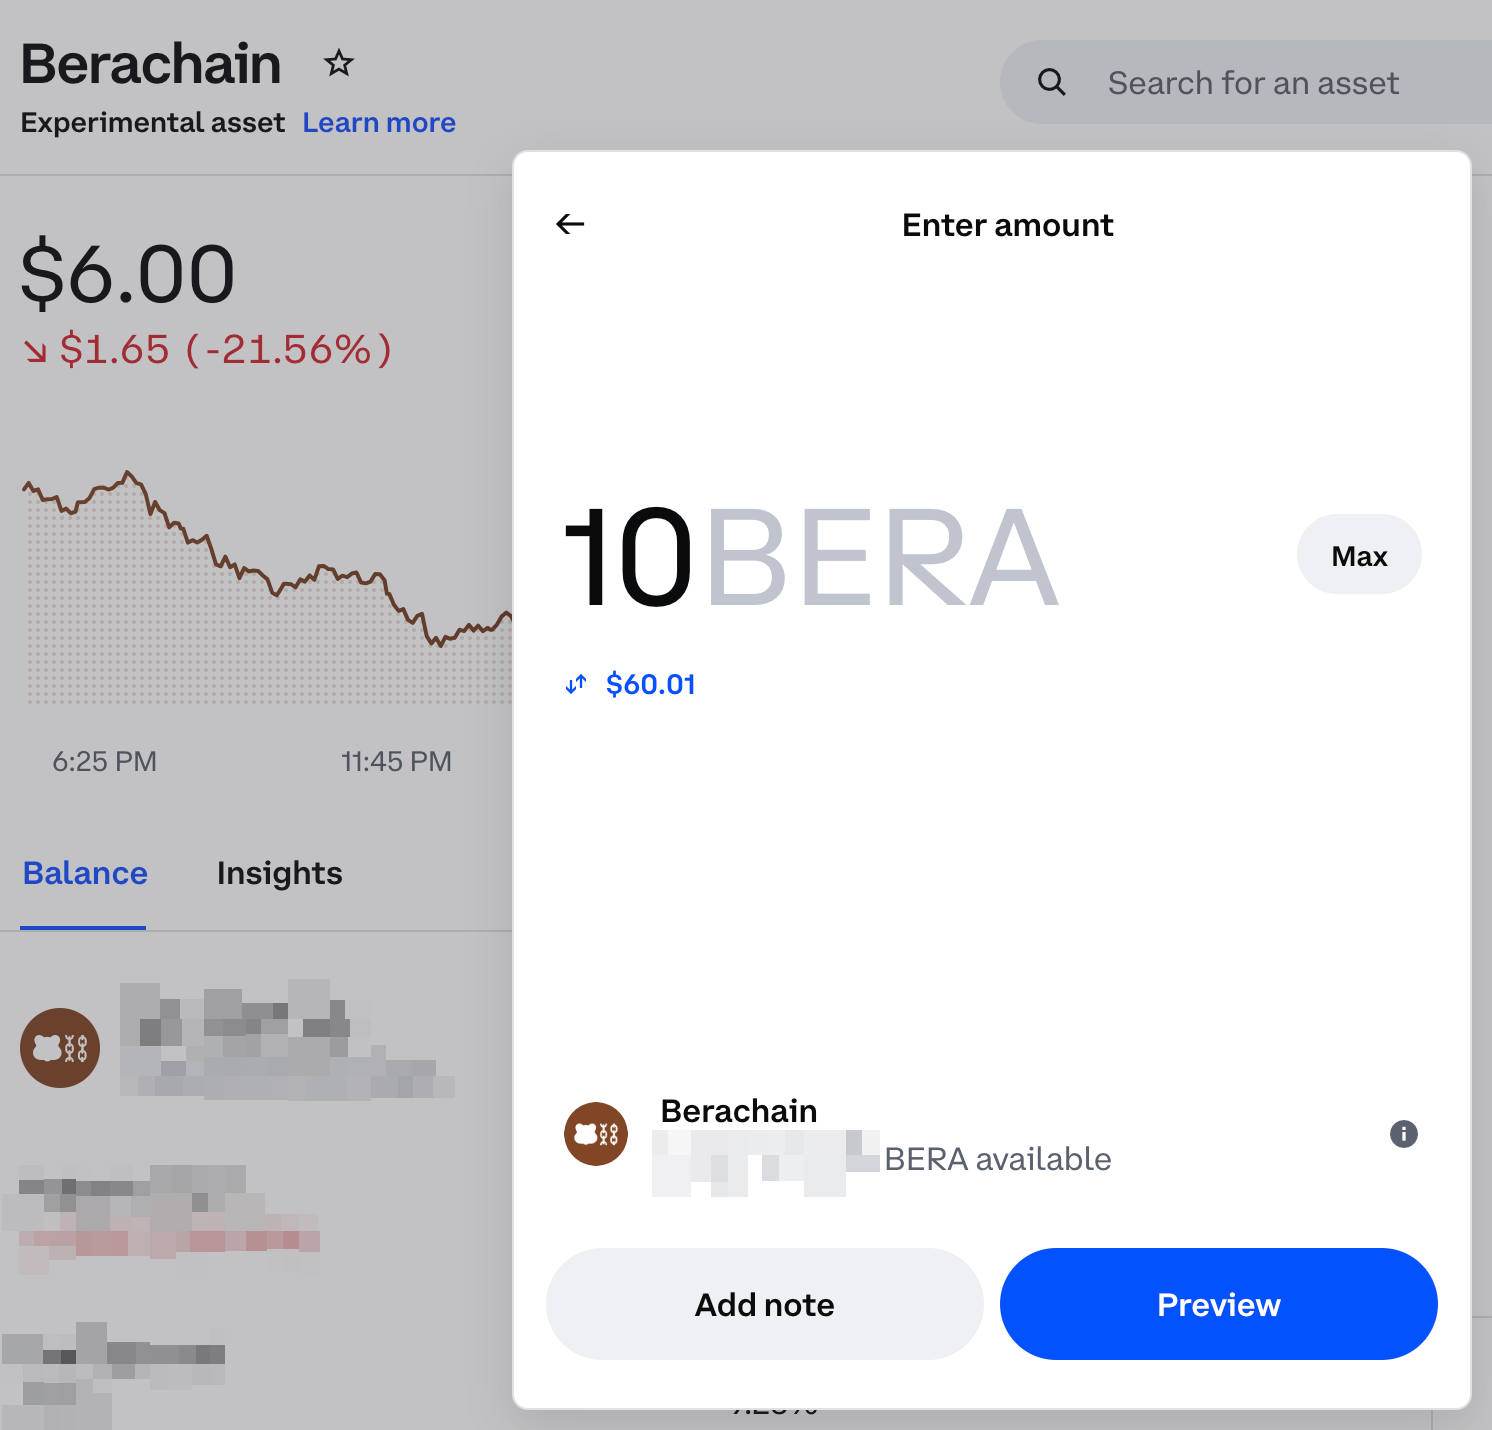 Berachain
Experimental asset Learn more
Search for an asset
$6.00
↘ $1.65 (-21.56%)
6:25 PM 11:45 PM
Balance Insights
Enter amount
10BERA
Max
$60.01
Berachain
BERA available
Add note Preview